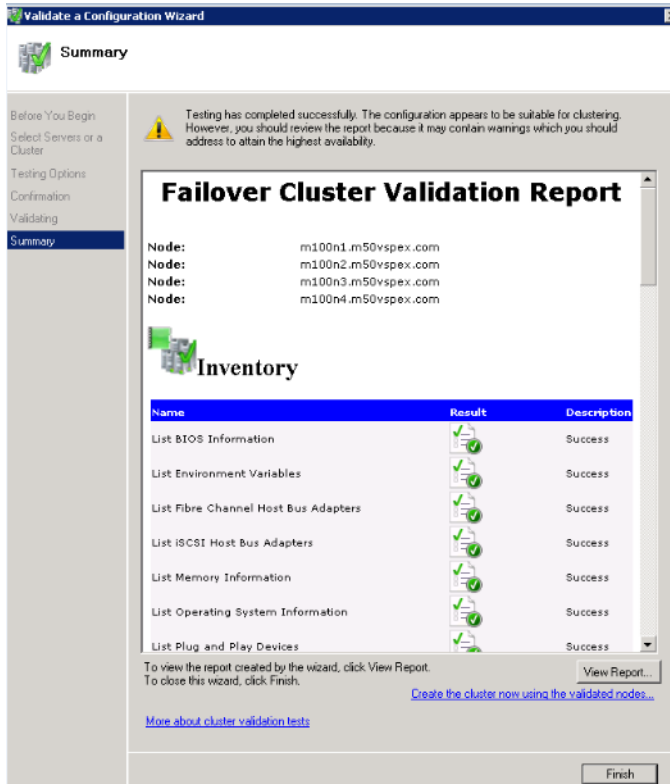 Validate a Configuration Wizard
Summary
Before You Begin
Select Servers or a
Cluster
Testing Options
Confirmation
Validating
Summary
Testing has completed successfully. The configuration appears to be suitable for clustering.
However, you should review the report because it may contain warnings which you should
address to attain the highest availability.
Failover Cluster Validation Report
Node: m100n1.m50vspex.com
Node: m100n2.m50vspex.com
Node: m100n3.m50vspex.com
Node: m100n4.m50vspex.com
Inventory
Name Result Description
List BIOS Information Success
List Environment Variables Success
List Fibre Channel Host Bus Adapters Success
List iSCSI Host Bus Adapters Success
List Memory Information Success
List Operating System Information Success
List Plug and Play Devices Success
To view the report created by the wizard, click View Report.
To close this wizard, click Finish.
View Report...
Create the cluster now using the validated nodes...
More about cluster validation tests
Finish